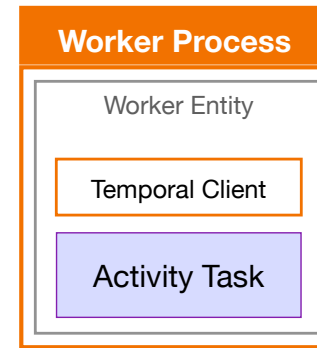 Worker Process
Worker Entity
Temporal Client
Activity Task